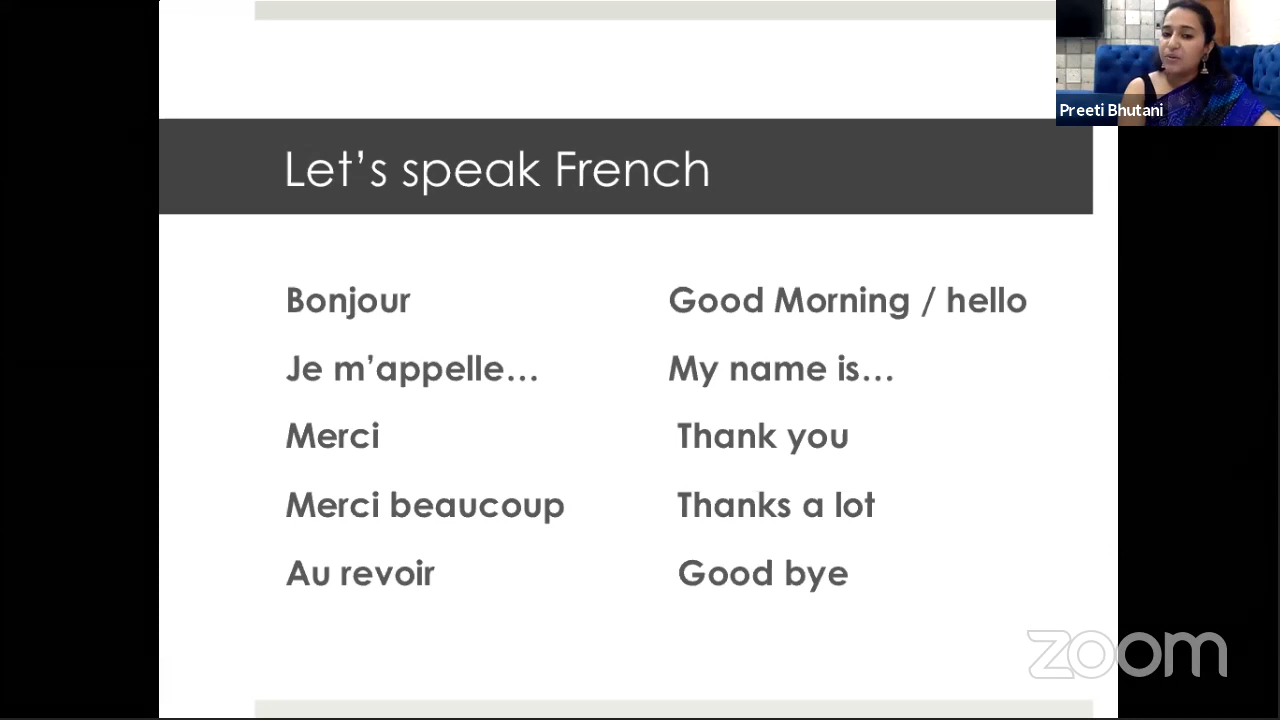 Preeti Bhutani
Let’s speak French
Bonjour Good Morning / hello
Je m’appelle… My name is…
Merci Thank you
Merci beaucoup Thanks a lot
Au revoir Good bye
zoom